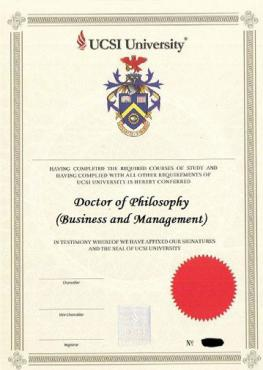 UCSI University
HAVING COMPLETED THE REQUIRED COURSES OF STUDY AND
HAVING COMPLIED WITH ALL OTHER REQUIREMENTS OF
UCSI UNIVERSITY IS HEREBY CONFERRED
Doctor of Philosophy
(Business and Management)
IN TESTIMONY WHEREOF WE HAVE AFFIXED OUR SIGNATURES
AND THE SEAL OF UCSI UNIVERSITY
Chancellor
Vice-Chancellor
Registrar
Nº